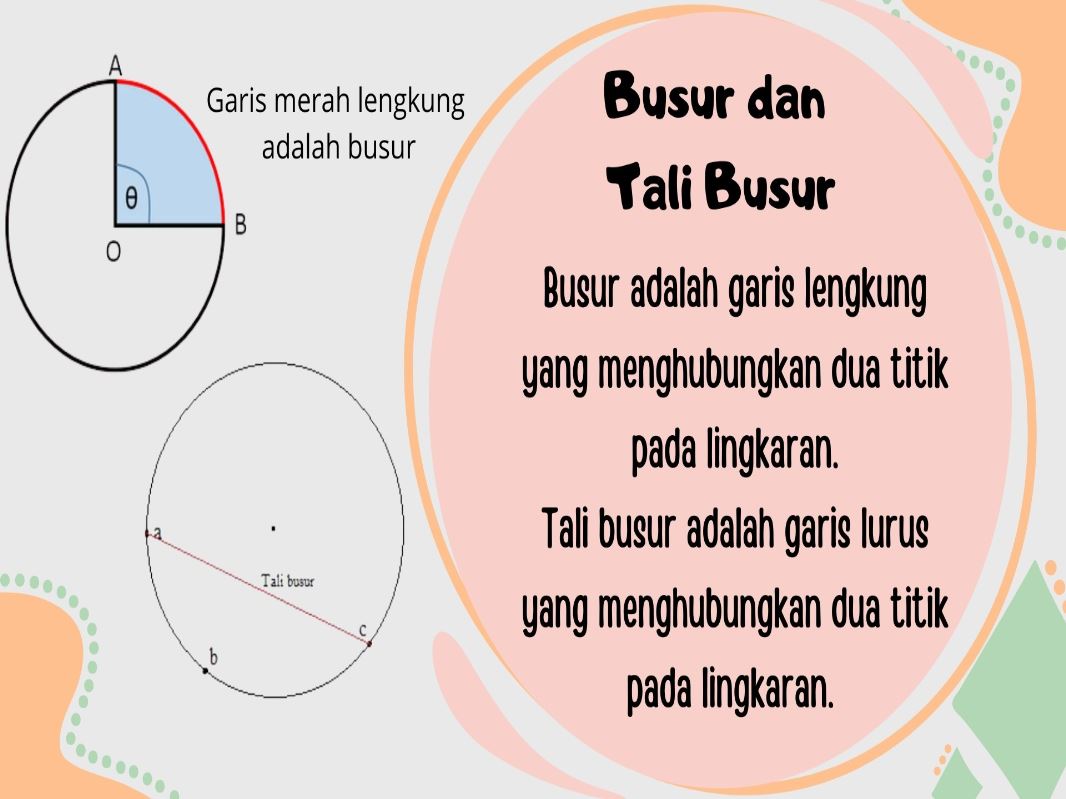 A
Garis merah lengkung
adalah busur
θ
B
O
Busur dan
Tali Busur
Busur adalah garis lengkung
yang menghubungkan dua titik
pada lingkaran.
Tali busur adalah garis lurus
yang menghubungkan dua titik
pada lingkaran.
a
Tali busur
c
b